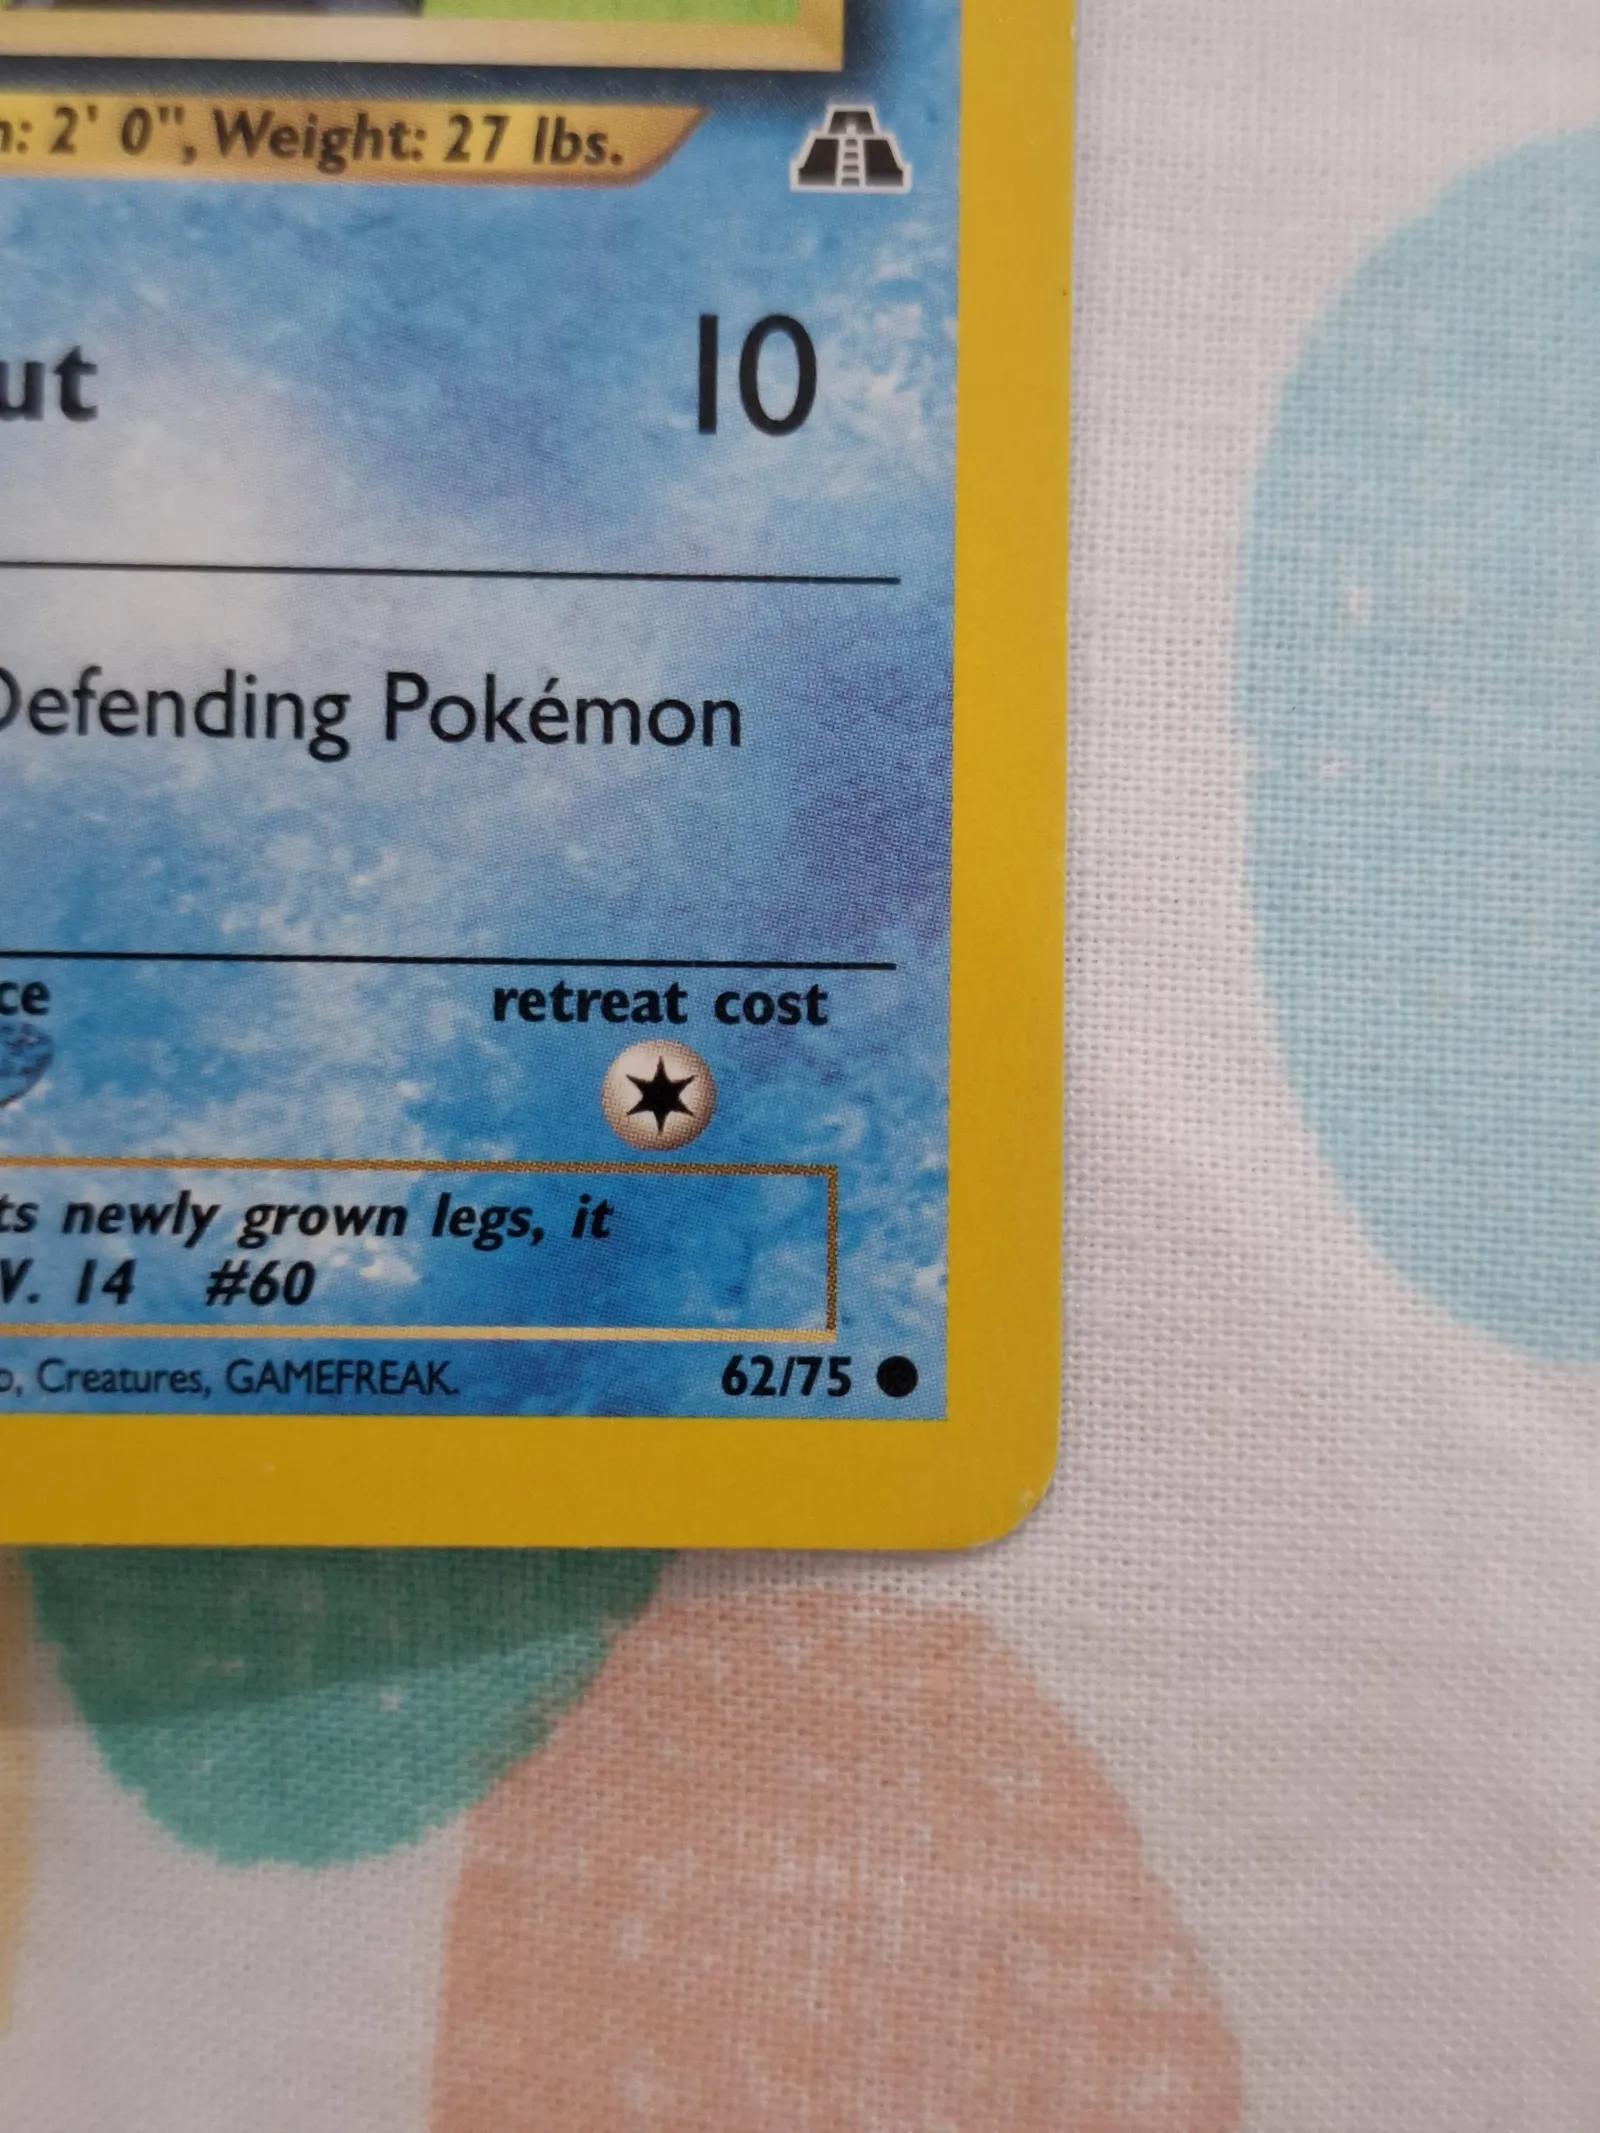 : 2' 0", Weight: 27 lbs.
ut 10
Defending Pokémon
ce retreat cost
ts newly grown legs, it
V. 14 #60
o, Creatures, GAMEFREAK. 62/75